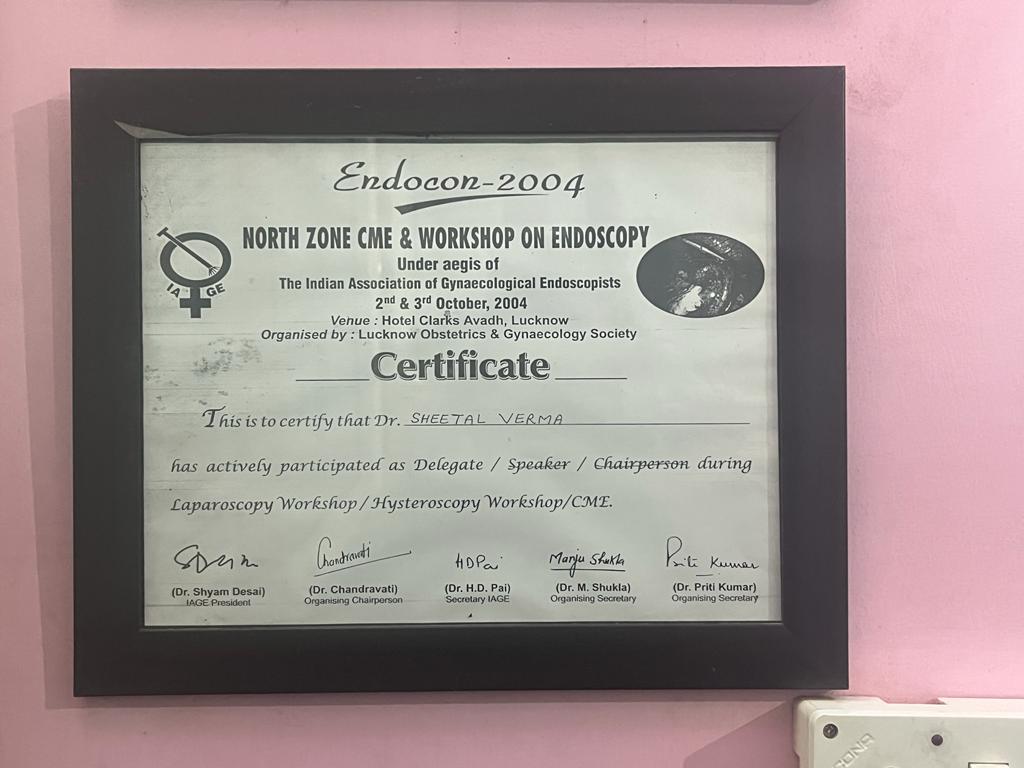 Endocon-2004
NORTH ZONE CME & WORKSHOP ON ENDOSCOPY
Under aegis of
The Indian Association of Gynaecological Endoscopists
2nd & 3rd October, 2004
Venue : Hotel Clarks Avadh, Lucknow
Organised by : Lucknow Obstetrics & Gynaecology Society
IAGE
Certificate
This is to certify that Dr. SHEETAL VERMA
has actively participated as Delegate / Speaker / Chairperson during
Laparoscopy Workshop / Hysteroscopy Workshop/CME.
Chandravati HDPai Manju Shukla Priti Kumar
(Dr. Shyam Desai) (Dr. Chandravati) (Dr. H.D. Pai) (Dr. M. Shukla) (Dr. Priti Kumar)
IAGE President Organising Chairperson Secretary IAGE Organising Secretary Organising Secretary
CONA